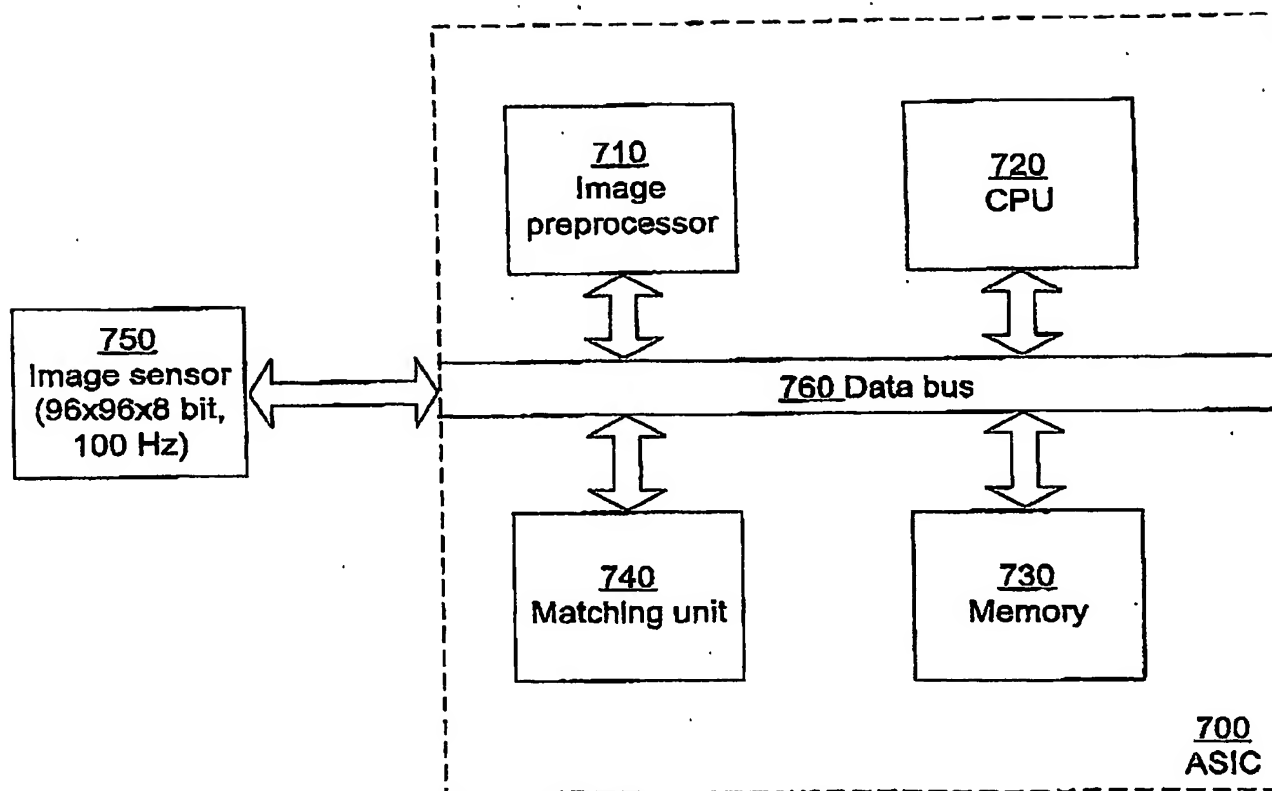 710
Image
preprocessor
720
CPU
750
Image sensor
(96x96x8 bit,
100 Hz)
760 Data bus
740
Matching unit
730
Memory
700
ASIC